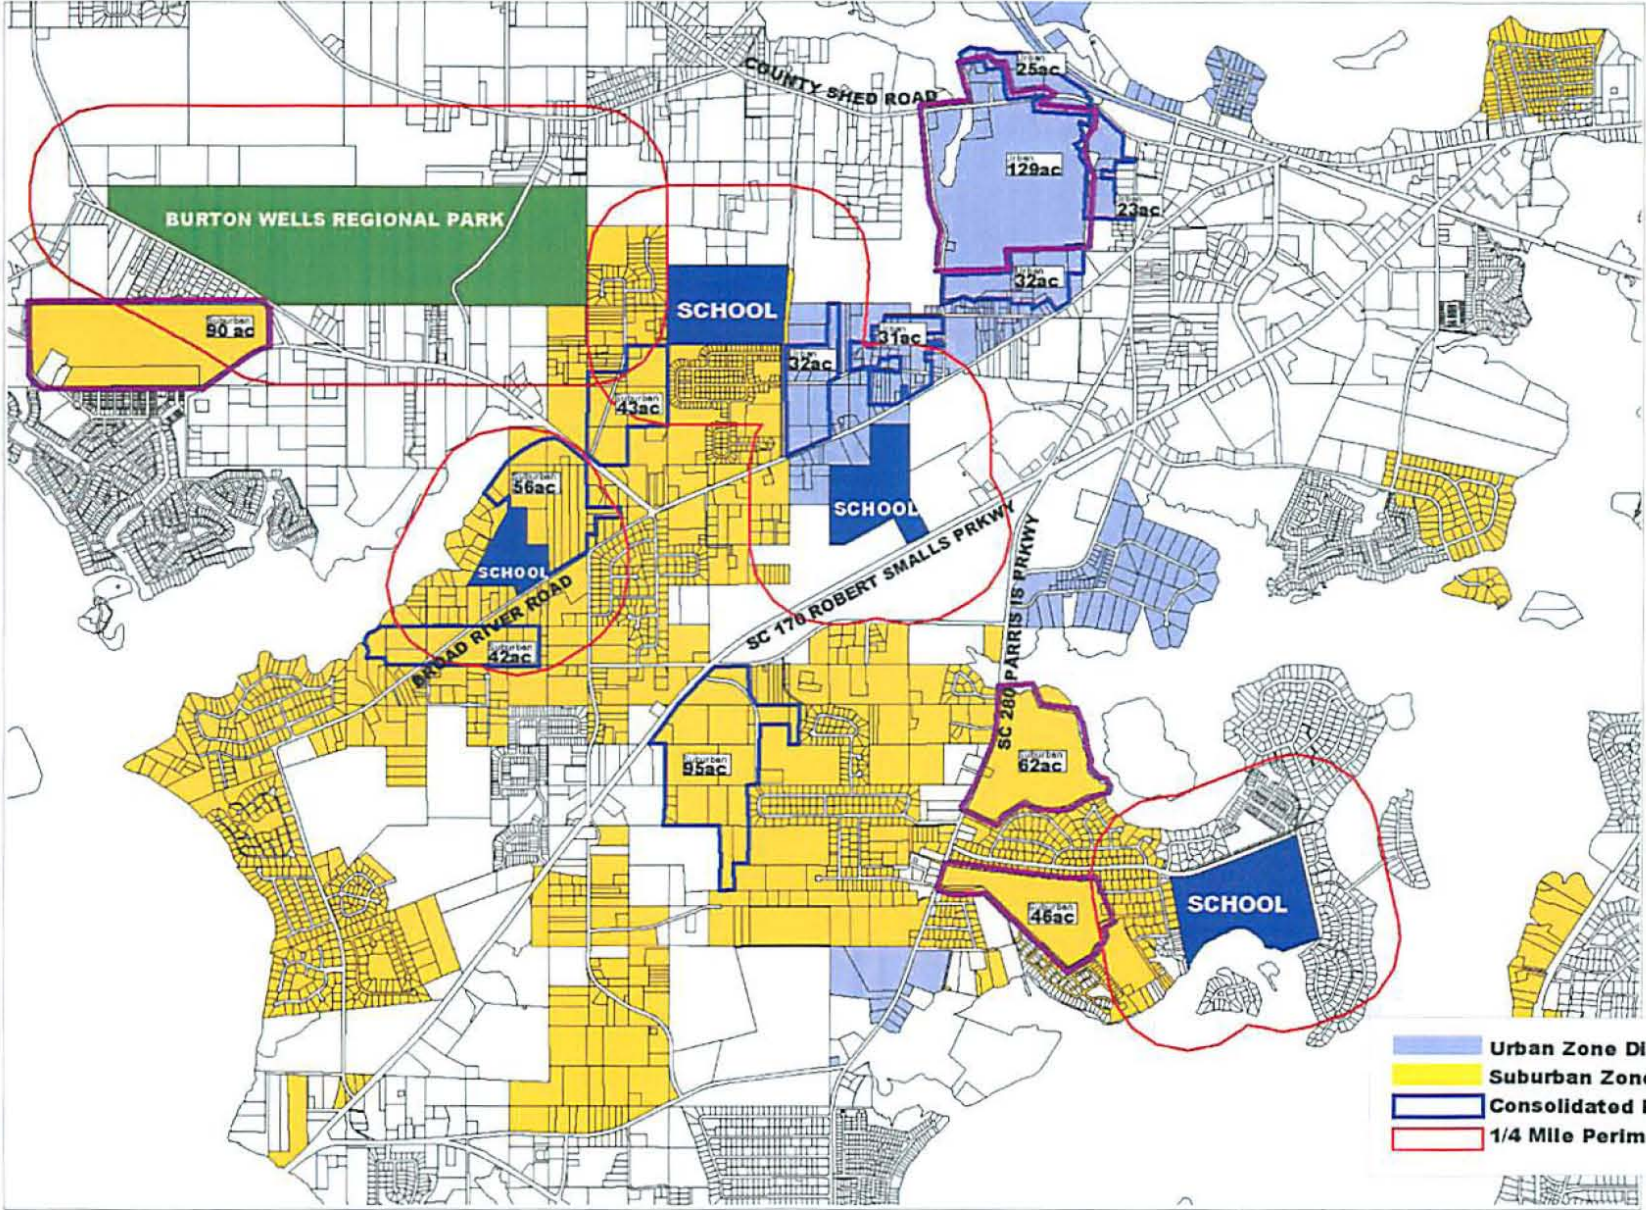 COUNTY SHED ROAD
Urban
25ac
Urban
129ac
23ac
BURTON WELLS REGIONAL PARK
Urban
32ac
SCHOOL
Suburban
90 ac
Urban
31ac
Urban
32ac
Suburban
43ac
Suburban
56ac
SCHOOL
SCHOOL
BROAD RIVER ROAD
SC 170 ROBERT SMALLS PRKWY
SC 280 PARRIS IS PRKWY
Suburban
42ac
Suburban
95ac
Suburban
62ac
Suburban
46ac
SCHOOL
Urban Zone Di
Suburban Zone
Consolidated
1/4 Mile Perim